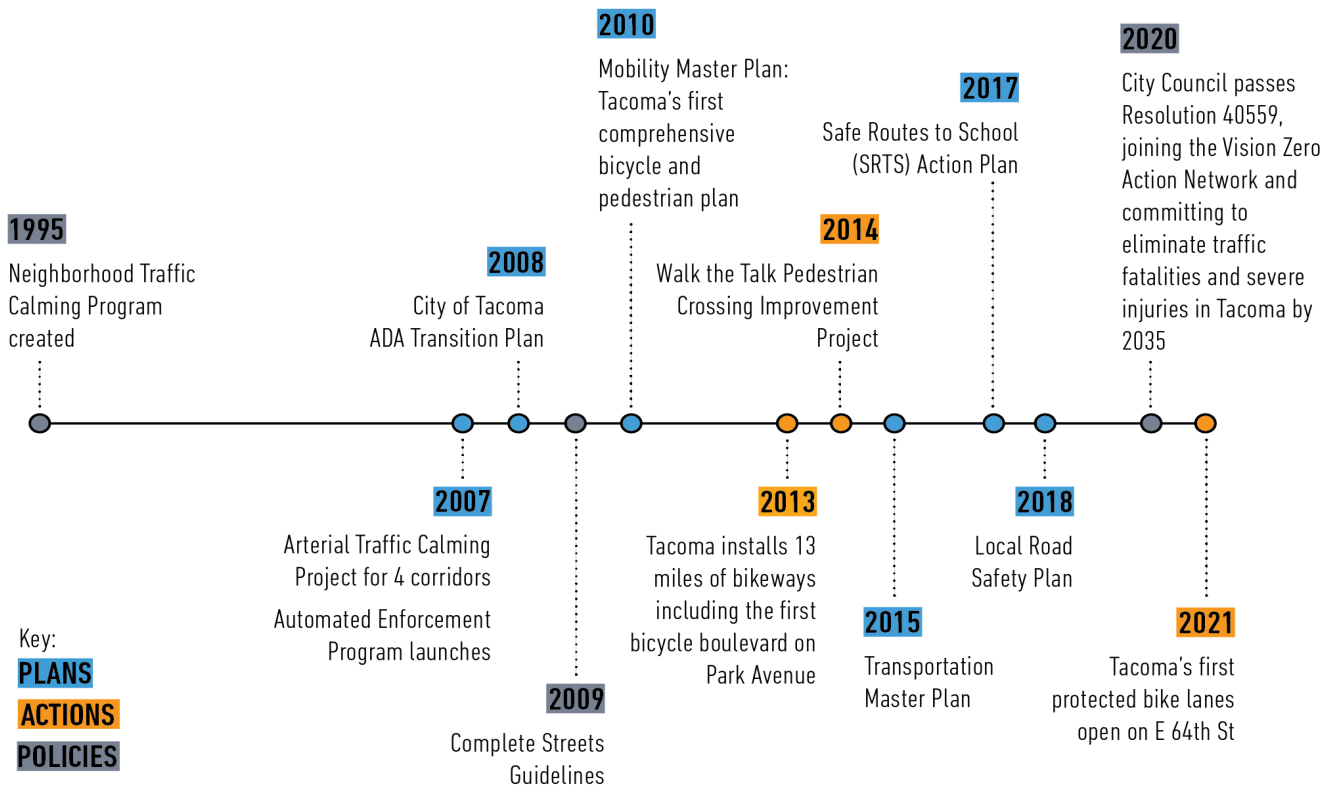 1995
Neighborhood Traffic
Calming Program
created
2007
Arterial Traffic Calming
Project for 4 corridors
Automated Enforcement
Program launches
2008
City of Tacoma
ADA Transition Plan
2009
Complete Streets
Guidelines
2010
Mobility Master Plan:
Tacoma's first
comprehensive
bicycle and
pedestrian plan
2013
Tacoma installs 13
miles of bikeways
including the first
bicycle boulevard on
Park Avenue
2014
Walk the Talk Pedestrian
Crossing Improvement
Project
2015
Transportation
Master Plan
2017
Safe Routes to School
(SRTS) Action Plan
2018
Local Road
Safety Plan
2020
City Council passes
Resolution 40559,
joining the Vision Zero
Action Network and
committing to
eliminate traffic
fatalities and severe
injuries in Tacoma by
2035
2021
Tacoma's first
protected bike lanes
open on E 64th St
Key:
PLANS
ACTIONS
POLICIES